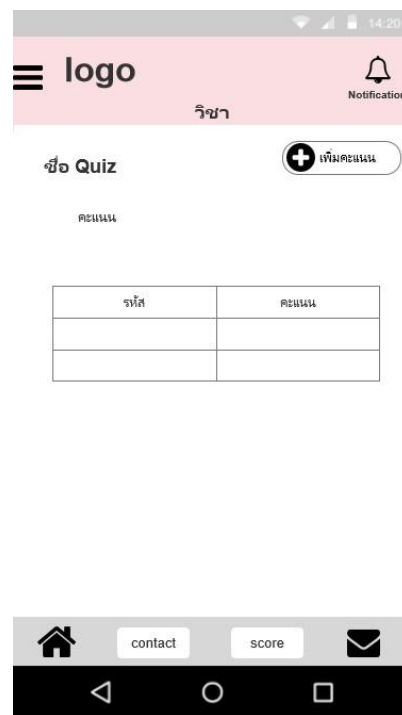 14:20
logo
Notification
วิชา
ชื่อ Quiz
เพิ่มคะแนน
คะแนน
รหัส คะแนน
contact score